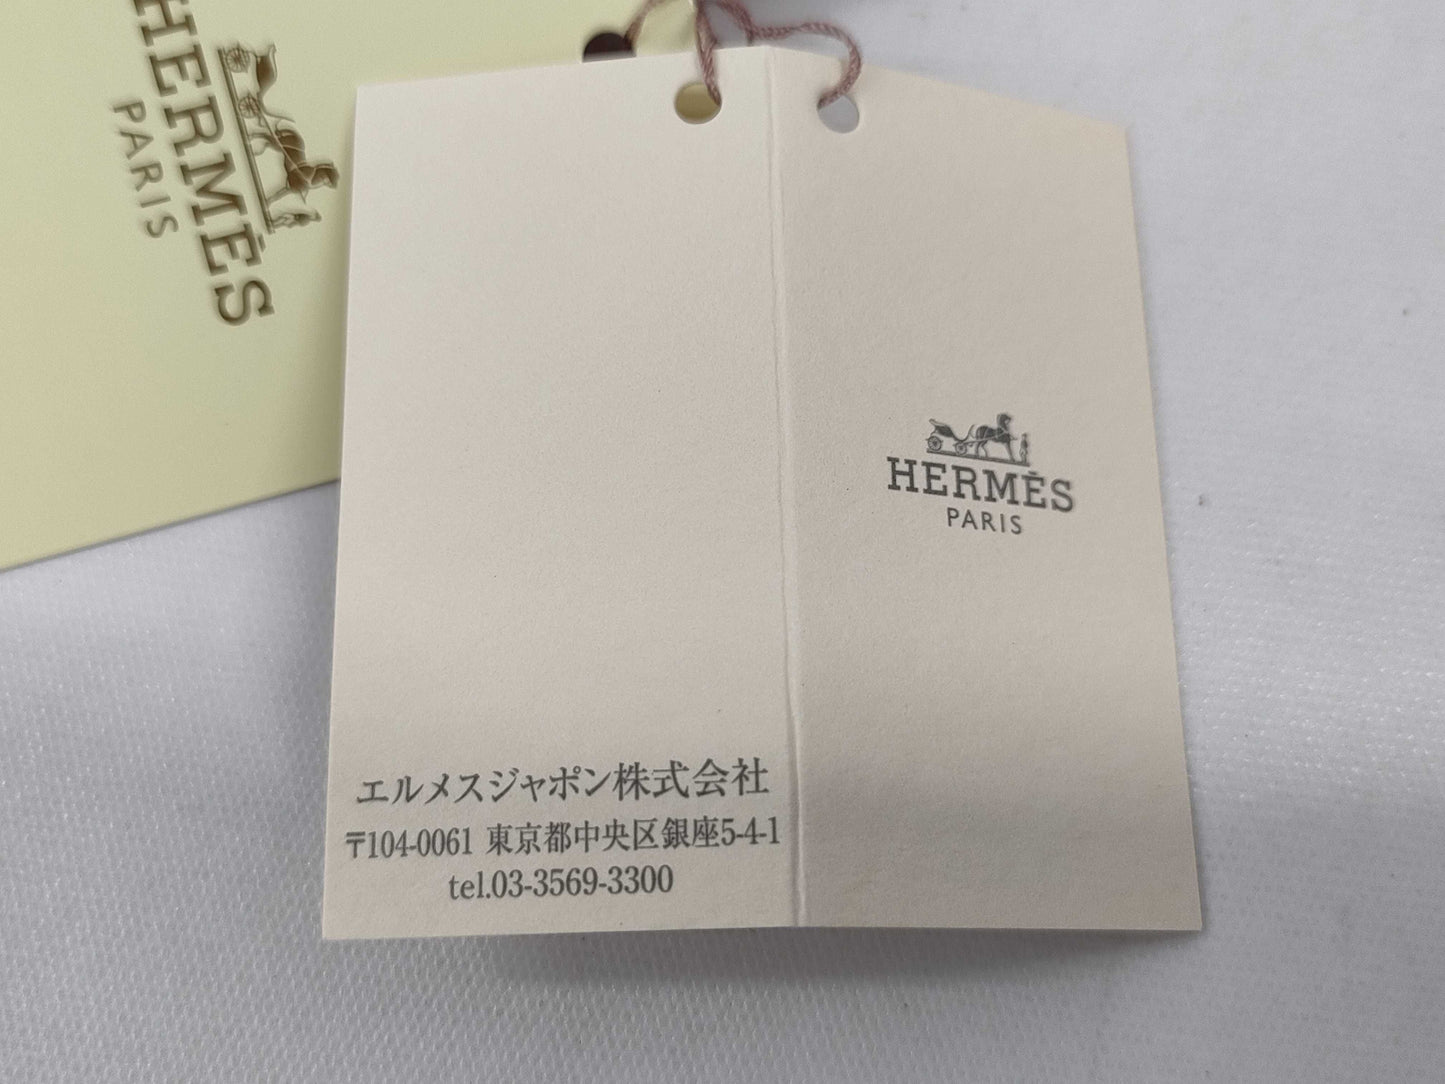 HERMÈS
PARIS
HERMÈS
PARIS
エルメスジャポン株式会社
〒104-0061 東京都中央区銀座5-4-1
tel.03-3569-3300